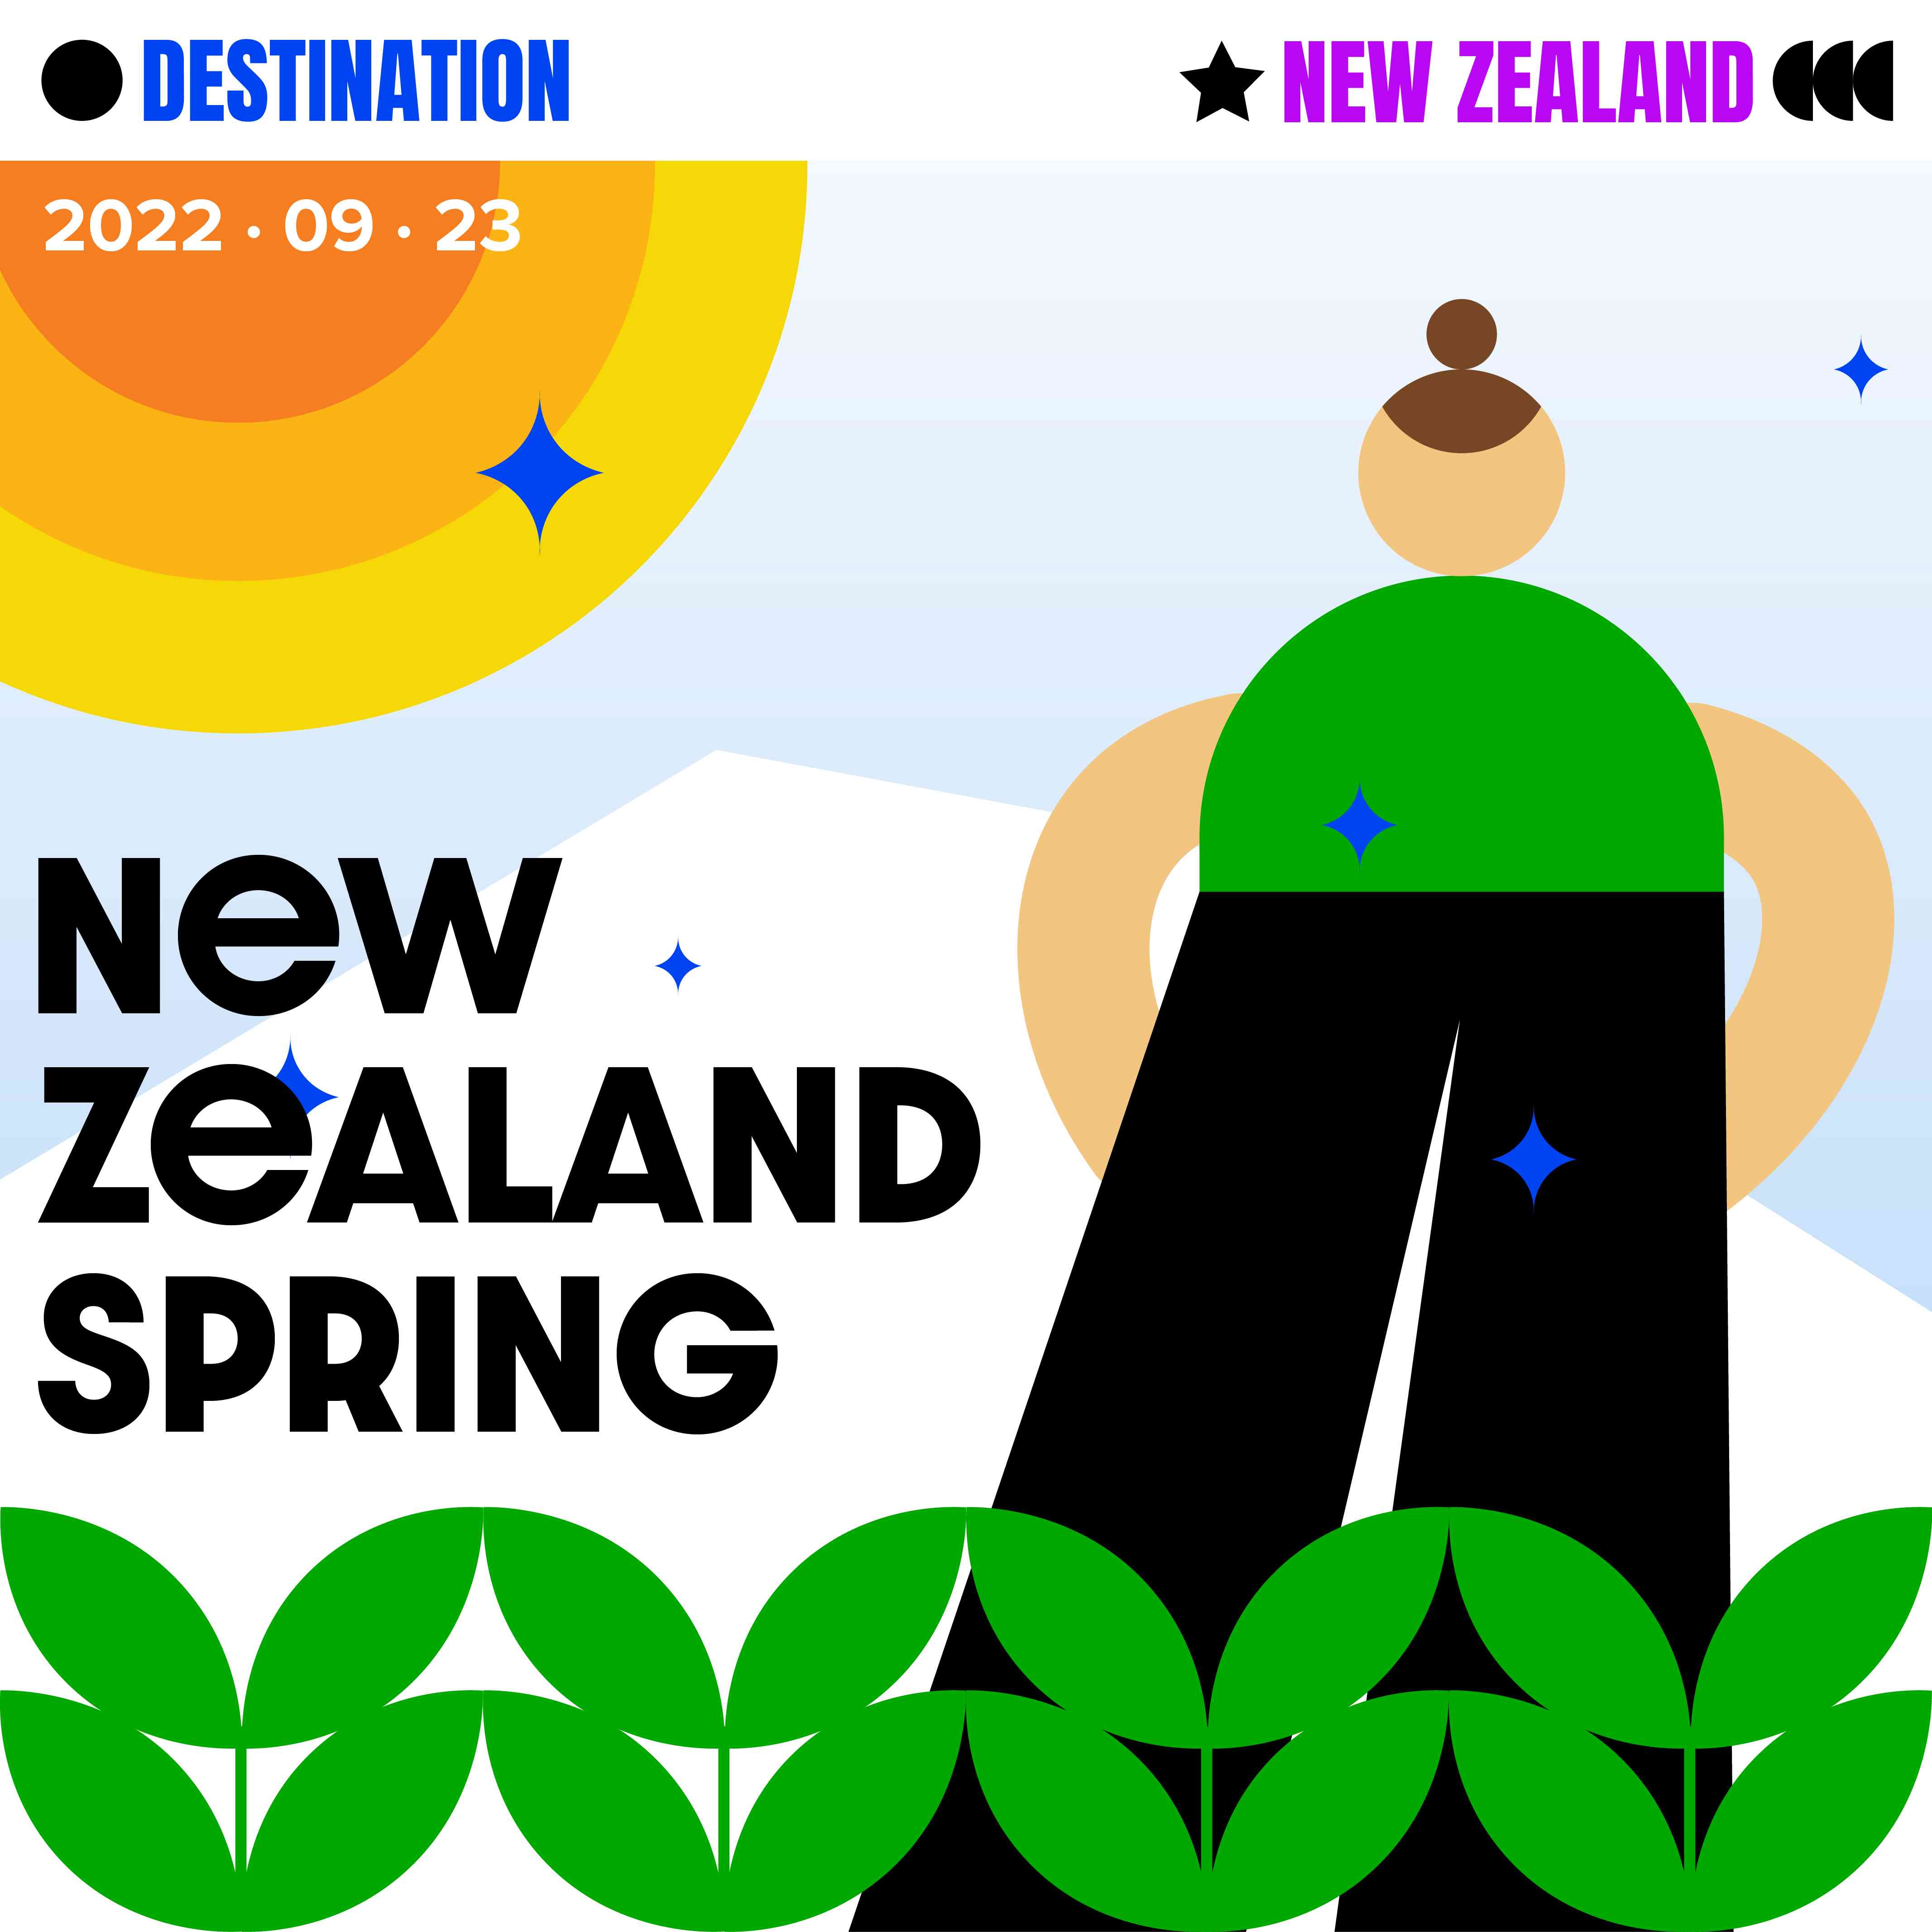 DESTINATION
NEW ZEALAND
2022 · 09 · 23
NeW
ZeALAND
SPRING